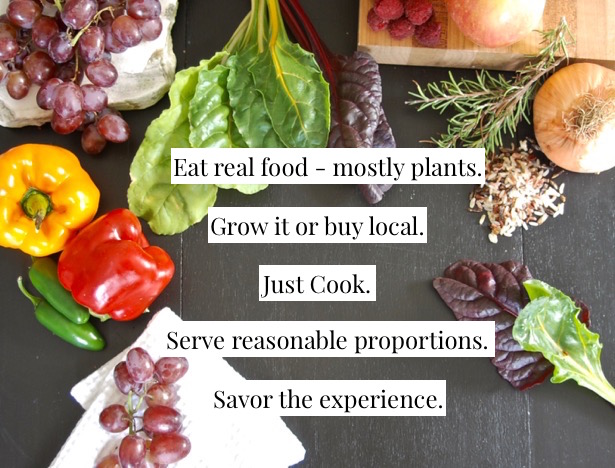 Eat real food - mostly plants.
Grow it or buy local.
Just Cook.
Serve reasonable proportions.
Savor the experience.